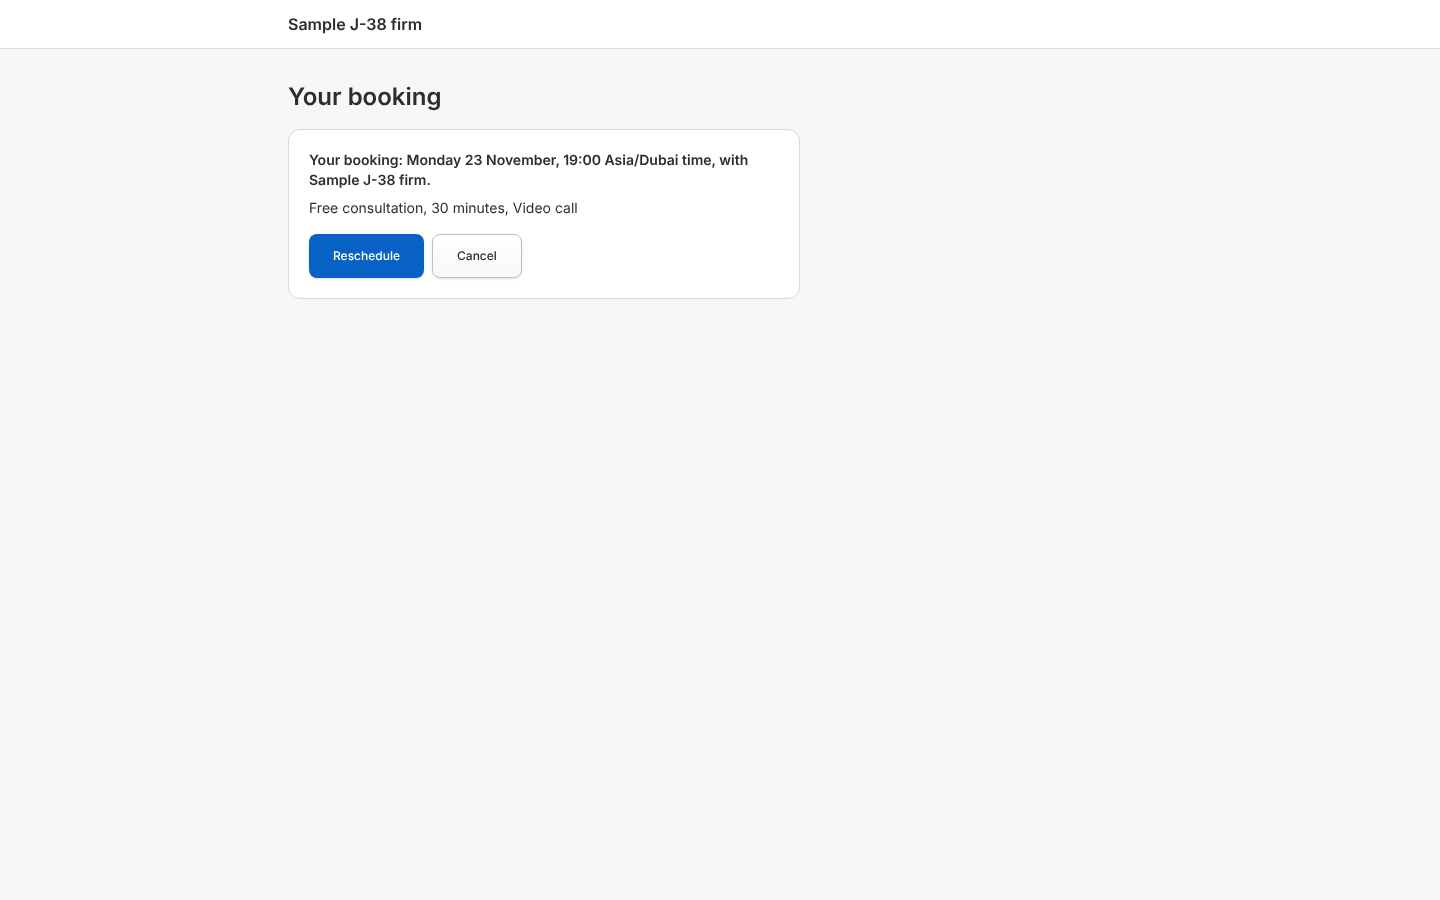 Sample J-38 firm
Your booking
Your booking: Monday 23 November, 19:00 Asia/Dubai time, with
Sample J-38 firm.
Free consultation, 30 minutes, Video call
Reschedule
Cancel